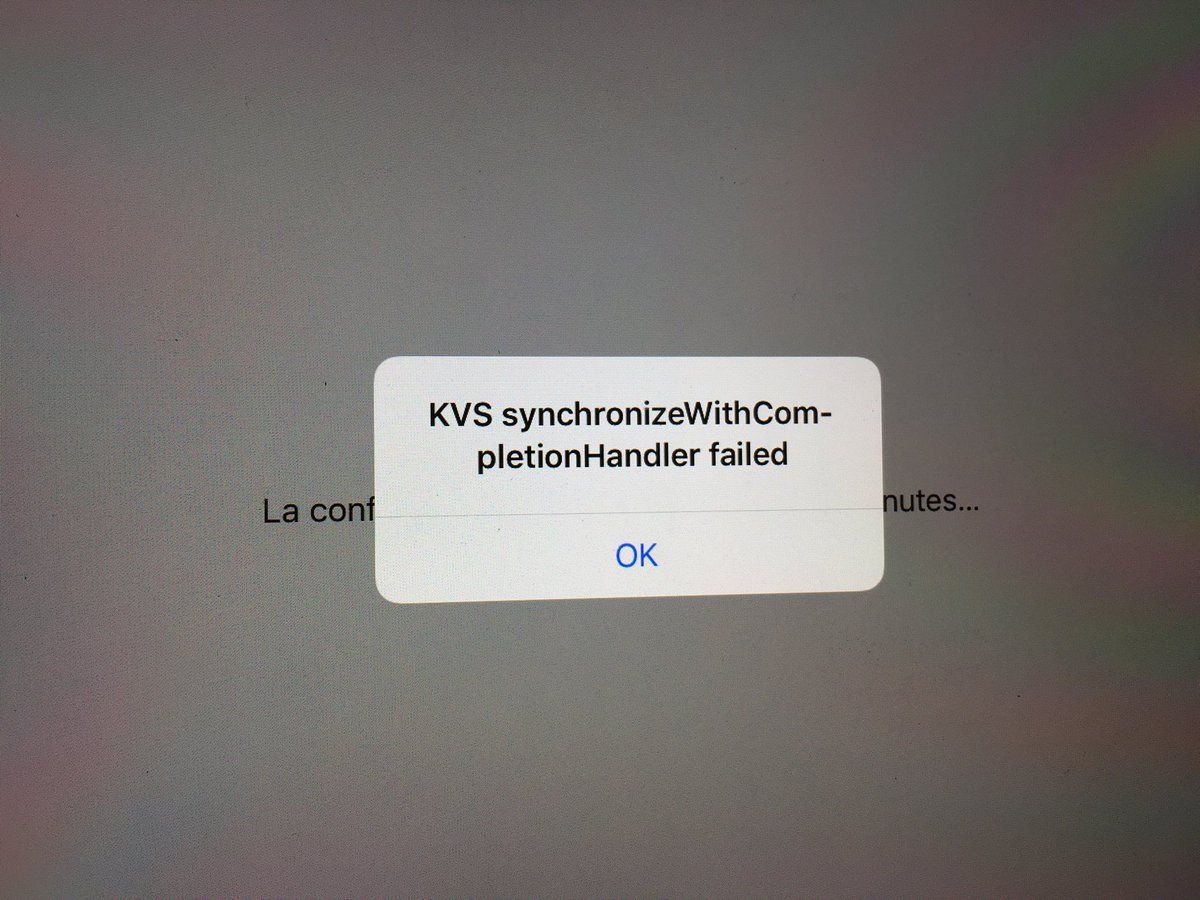 KVS synchronizeWithCom-
pletionHandler failed
La conf nutes...
OK